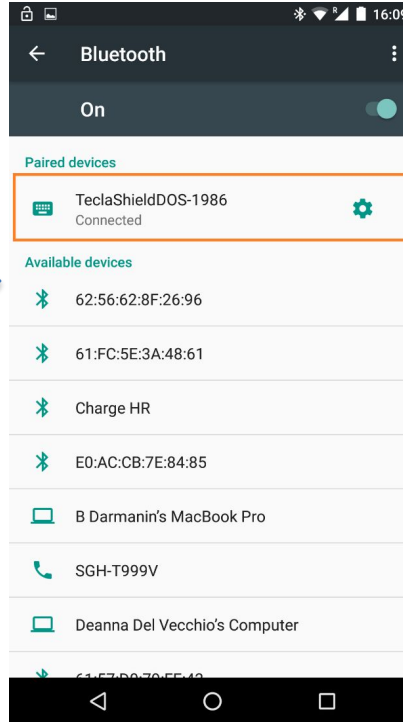 R
16:09
Bluetooth
On
Paired devices
TeclaShieldDOS-1986
Connected
Available devices
62:56:62:8F:26:96
61:FC:5E:3A:48:61
Charge HR
E0:AC:CB:7E:84:85
B Darmanin's MacBook Pro
SGH-T999V
Deanna Del Vecchio's Computer